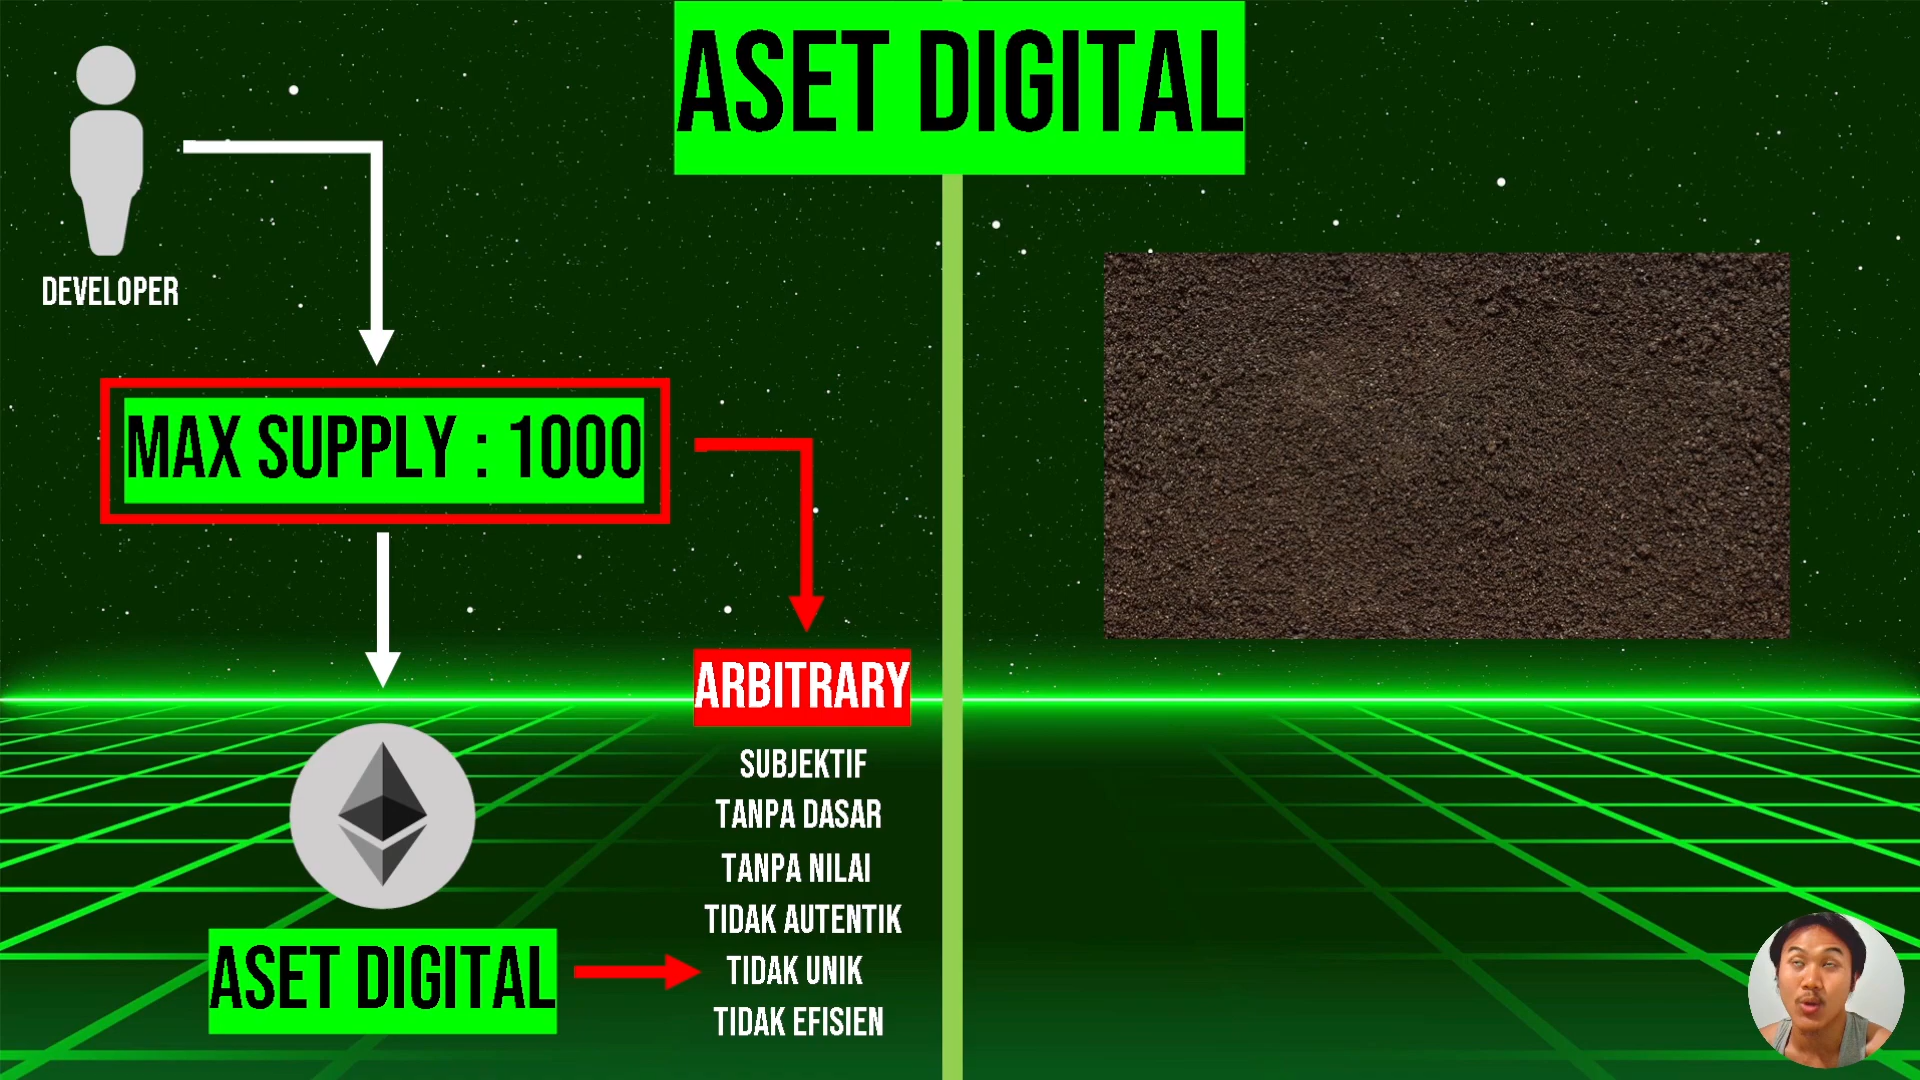 ASET DIGITAL
DEVELOPER
MAX SUPPLY : 1000
ARBITRARY
SUBJEKTIF
TANPA DASAR
TANPA NILAI
TIDAK AUTENTIK
ASET DIGITAL
TIDAK UNIK
TIDAK EFISIEN